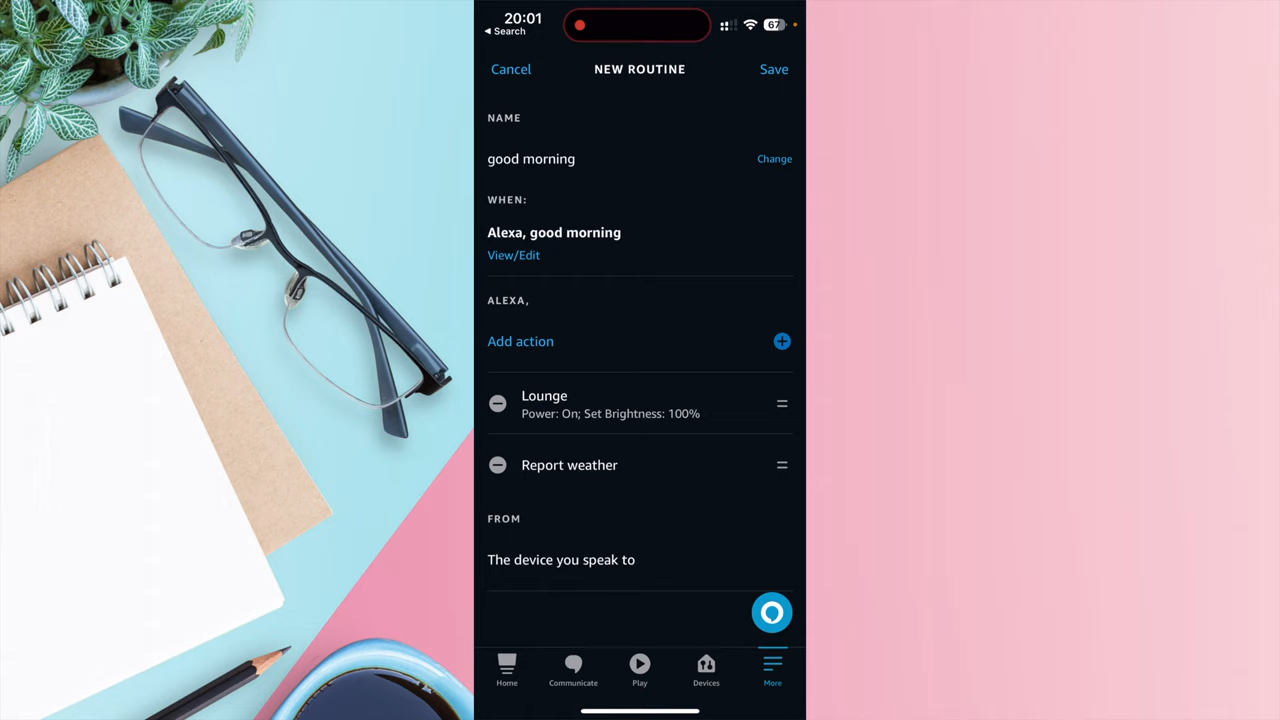 20:01
◀ Search
67
Cancel
NEW ROUTINE
Save
NAME
good morning
Change
WHEN:
Alexa, good morning
View/Edit
ALEXA,
Add action
Lounge
Power: On; Set Brightness: 100%
Report weather
FROM
The device you speak to
Home
Communicate
Play
Devices
More